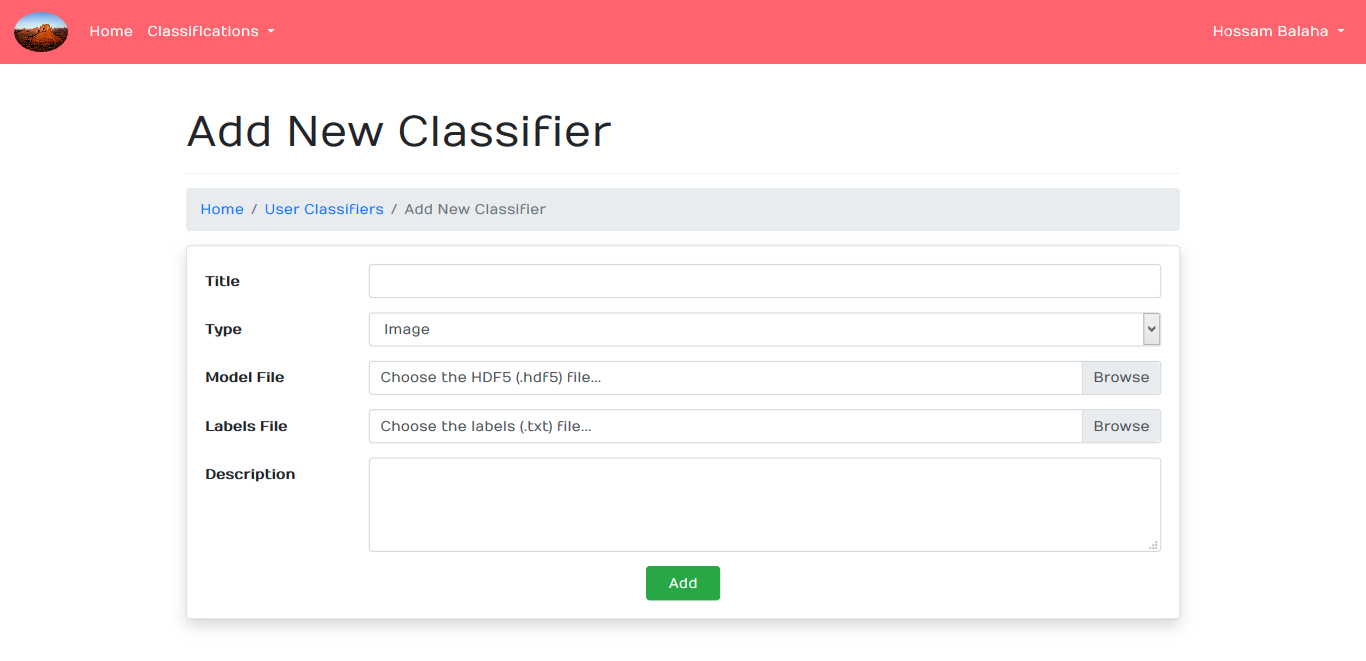 Home Classifications Hossam Balaha
Add New Classifier
Home / User Classifiers / Add New Classifier
Title
Type Image
Model File Choose the HDF5 (.hdf5) file... Browse
Labels File Choose the labels (.txt) file... Browse
Description
Add